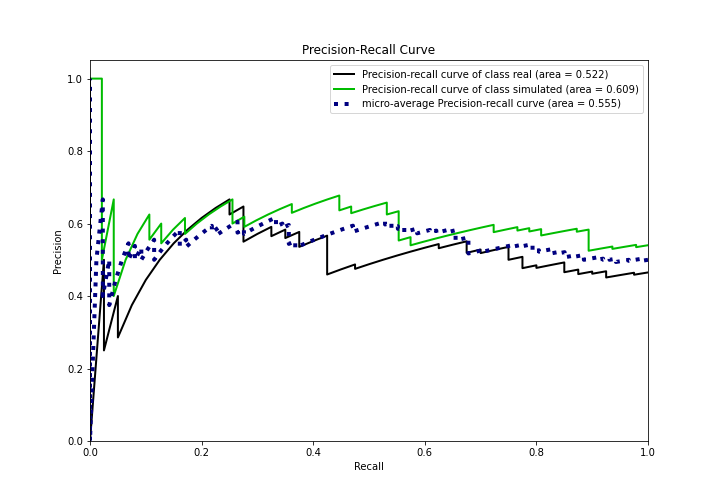 Precision-Recall Curve
Precision-recall curve of class real (area = 0.522)
Precision-recall curve of class simulated (area = 0.609)
micro-average Precision-recall curve (area = 0.555)
Precision
1.0
0.8
0.6
0.4
0.2
0.0
0.0 0.2 0.4 0.6 0.8 1.0
Recall